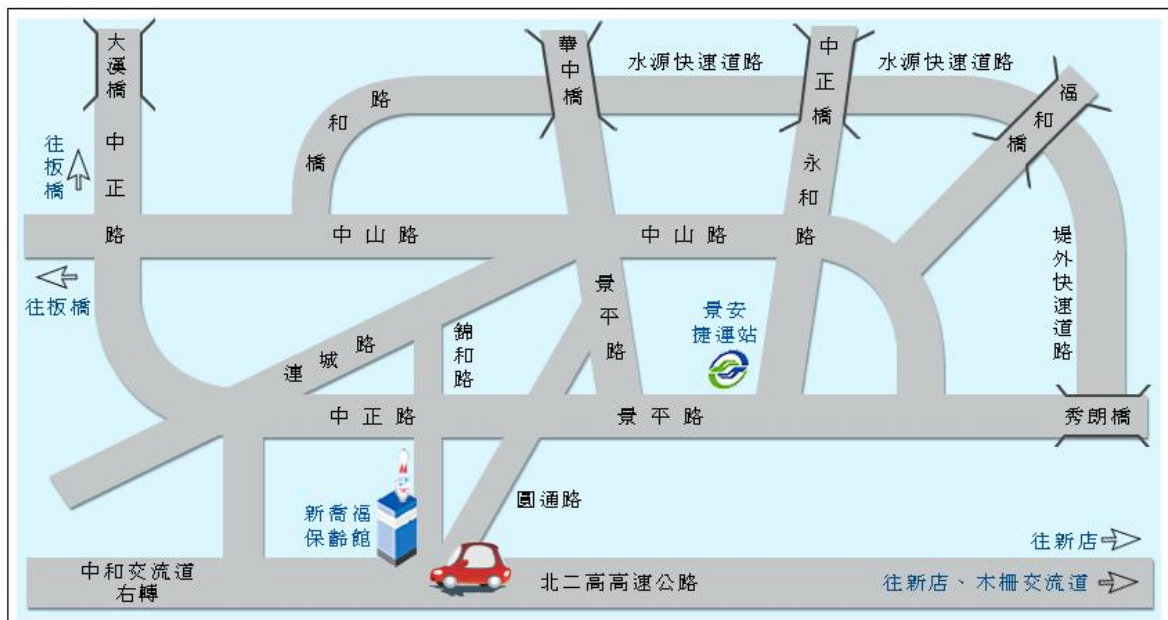 大漢橋
華中橋
中正橋
水源快速道路
水源快速道路
福和橋
橋和路
往板橋
中正路
永和路
中山路
中山路
堤外快速道路
往板橋
景平路
景安
捷運站
連城路
錦和路
中正路
景平路
秀朗橋
新喬福
保齡館
圓通路
往新店
中和交流道
右轉
北二高高速公路
往新店、木柵交流道